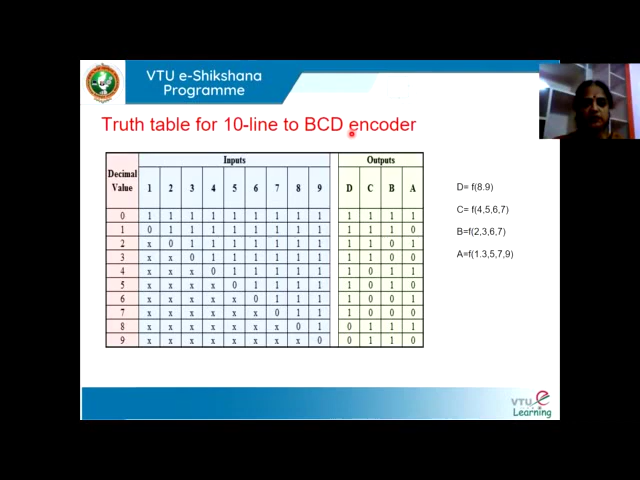 VTU e-Shikshana
Programme
Truth table for 10-line to BCD encoder
Decimal Value Inputs Outputs
1 2 3 4 5 6 7 8 9 D C B A
0 1 1 1 1 1 1 1 1 1 1 1 1 1
1 0 1 1 1 1 1 1 1 1 1 1 1 0
2 x 0 1 1 1 1 1 1 1 1 1 0 1
3 x x 0 1 1 1 1 1 1 1 1 0 0
4 x x x 0 1 1 1 1 1 1 0 1 1
5 x x x x 0 1 1 1 1 1 0 1 0
6 x x x x x 0 1 1 1 1 0 0 1
7 x x x x x x 0 1 1 1 0 0 0
8 x x x x x x x 0 1 0 1 1 1
9 x x x x x x x x 0 0 1 1 0
D= f(8.9)
C= f(4,5,6,7)
B=f(2,3,6,7)
A=f(1.3,5,7,9)
VTU e
Learning